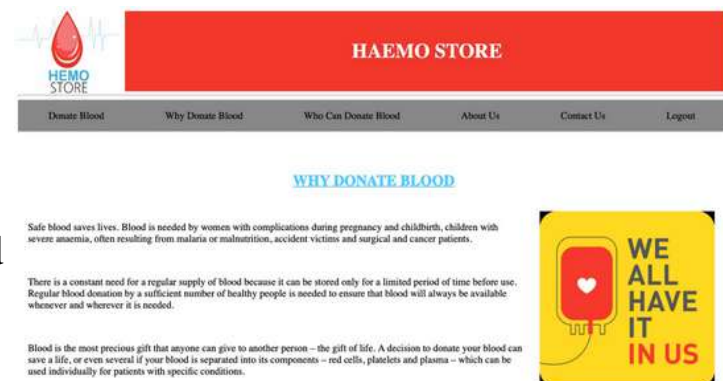 HAEMO STORE
HEMO
STORE
Donate Blood Why Donate Blood Who Can Donate Blood About Us Contact Us Logout
WHY DONATE BLOOD
Safe blood saves lives. Blood is needed by women with complications during pregnancy and childbirth, children with
severe anaemia, often resulting from malaria or malnutrition, accident victims and surgical and cancer patients.
There is a constant need for a regular supply of blood because it can be stored only for a limited period of time before use.
Regular blood donation by a sufficient number of healthy people is needed to ensure that blood will always be available
whenever and wherever it is needed.
Blood is the most precious gift that anyone can give to another person – the gift of life. A decision to donate your blood can
save a life, or even several if your blood is separated into its components – red cells, platelets and plasma – which can be
used individually for patients with specific conditions.
WE
ALL
HAVE
IT
IN US